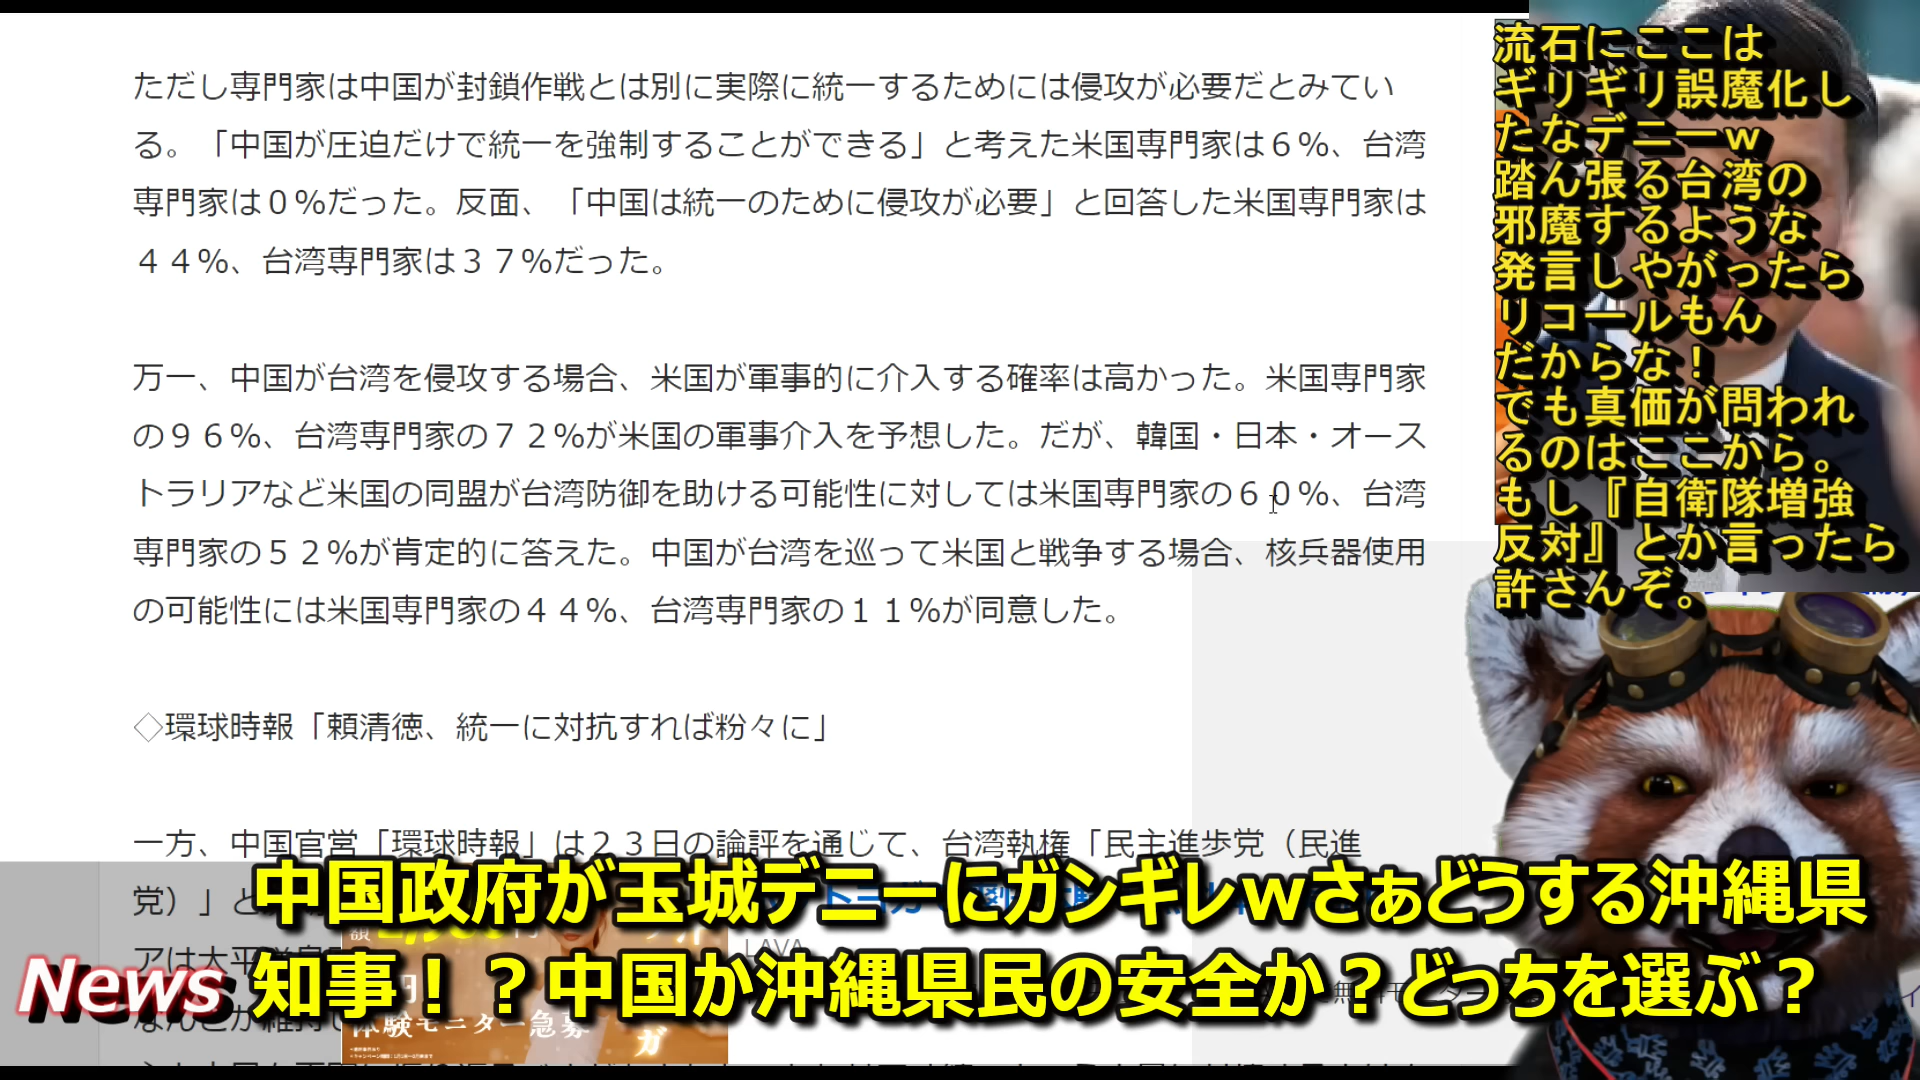 ただし専門家は中国が封鎖作戦とは別に実際に統一するためには侵攻が必要だとみてい
る。「中国が圧迫だけで統一を強制することができる」と考えた米国専門家は６％、台湾
専門家は０％だった。反面、「中国は統一のために侵攻が必要」と回答した米国専門家は
４４％、台湾専門家は３７％だった。
万一、中国が台湾を侵攻する場合、米国が軍事的に介入する確率は高かった。米国専門家
の９６％、台湾専門家の７２％が米国の軍事介入を予想した。だが、韓国・日本・オース
トラリアなど米国の同盟が台湾防御を助ける可能性に対しては米国専門家の６０％、台湾
専門家の５２％が肯定的に答えた。中国が台湾を巡って米国と戦争する場合、核兵器使用
の可能性には米国専門家の４４％、台湾専門家の１１％が同意した。
◇環球時報「頼清徳、統一に対抗すれば粉々に」
一方、中国官営「環球時報」は２３日の論評を通じて、台湾執権「民主進歩党（民進
党）」と
アは太平
LAVA
体験モニター急募
流石にここは
ギリギリ誤魔化し
たなデニーｗ
踏ん張る台湾の
邪魔するような
発言しやがったら
リコールもん
だからな！
でも真価が問われ
るのはここから。
もし『自衛隊増強
反対』とか言ったら
許さんぞ。
中国政府が玉城デニーにガンギレｗさぁどうする沖縄県
知事！？中国か沖縄県民の安全か？どっちを選ぶ？
News